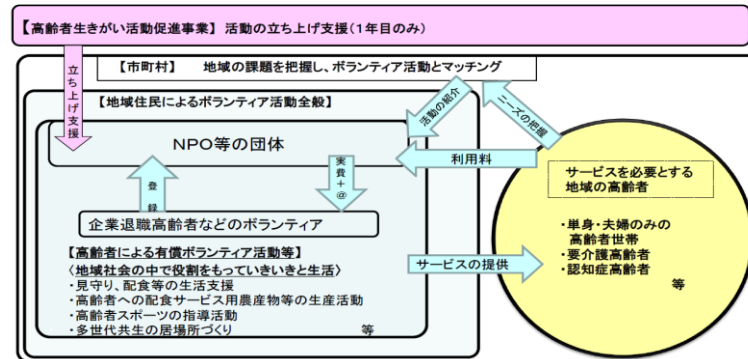 【高齢者生きがい活動促進事業】 活動の立ち上げ支援(1年目のみ)
立ち上げ支援
【市町村】 地域の課題を把握し、ボランティア活動とマッチング
【地域住民によるボランティア活動全般】
活動の紹介
ニーズの把握
NPO等の団体
利用料
登録
実費+@
企業退職高齢者などのボランティア
【高齢者による有償ボランティア活動等】
〈地域社会の中で役割をもっていきいきと生活〉
・見守り、配食等の生活支援
・高齢者への配食サービス用農産物等の生産活動
・高齢者スポーツの指導活動
・多世代共生の居場所づくり 等
サービスの提供
サービスを必要とする
地域の高齢者
・単身・夫婦のみの
高齢者世帯
・要介護高齢者
・認知症高齢者
等